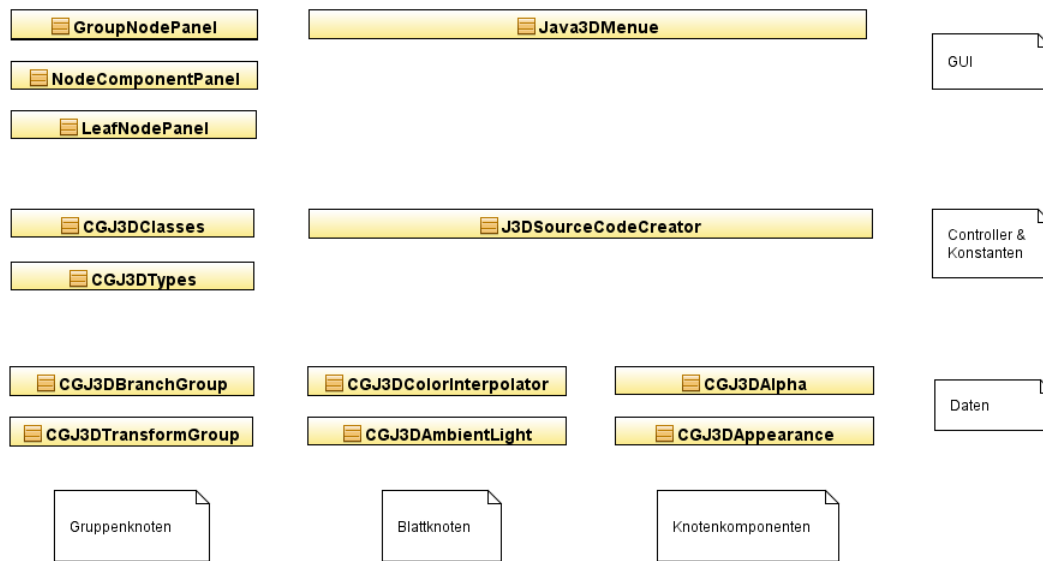 GroupNodePanel
Java3DMenue
GUI
NodeComponentPanel
LeafNodePanel
CGJ3DClasses
J3DSourceCodeCreator
Controller &
Konstanten
CGJ3DTypes
CGJ3DBranchGroup
CGJ3DColorInterpolator
CGJ3DAlpha
Daten
CGJ3DTransformGroup
CGJ3DAmbientLight
CGJ3DAppearance
Gruppenknoten
Blattknoten
Knotenkomponenten